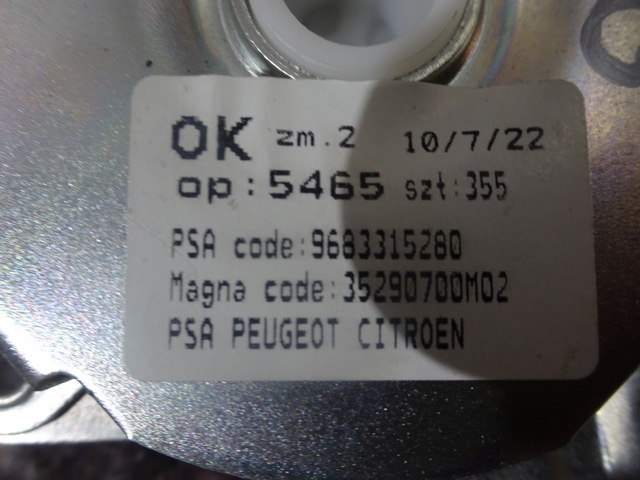 OK zm.2 10/7/22
op:5465 szt:355
PSA code:9683315280
Magna code:35290700M02
PSA PEUGEOT CITROEN